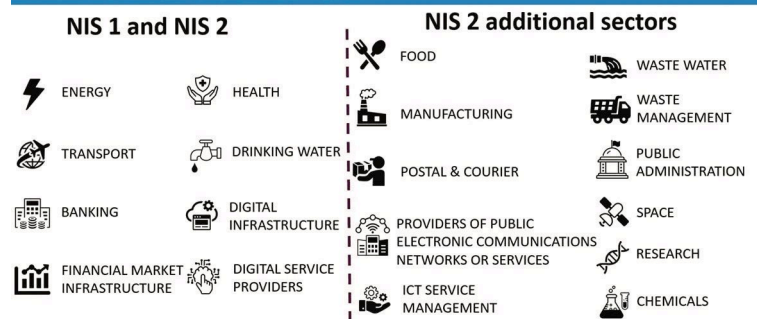 NIS 1 and NIS 2
ENERGY
TRANSPORT
BANKING
FINANCIAL MARKET
INFRASTRUCTURE
HEALTH
DRINKING WATER
DIGITAL
INFRASTRUCTURE
DIGITAL SERVICE
PROVIDERS
NIS 2 additional sectors
FOOD
MANUFACTURING
POSTAL & COURIER
PROVIDERS OF PUBLIC
ELECTRONIC COMMUNICATIONS
NETWORKS OR SERVICES
ICT SERVICE
MANAGEMENT
WASTE WATER
WASTE
MANAGEMENT
PUBLIC
ADMINISTRATION
SPACE
RESEARCH
CHEMICALS